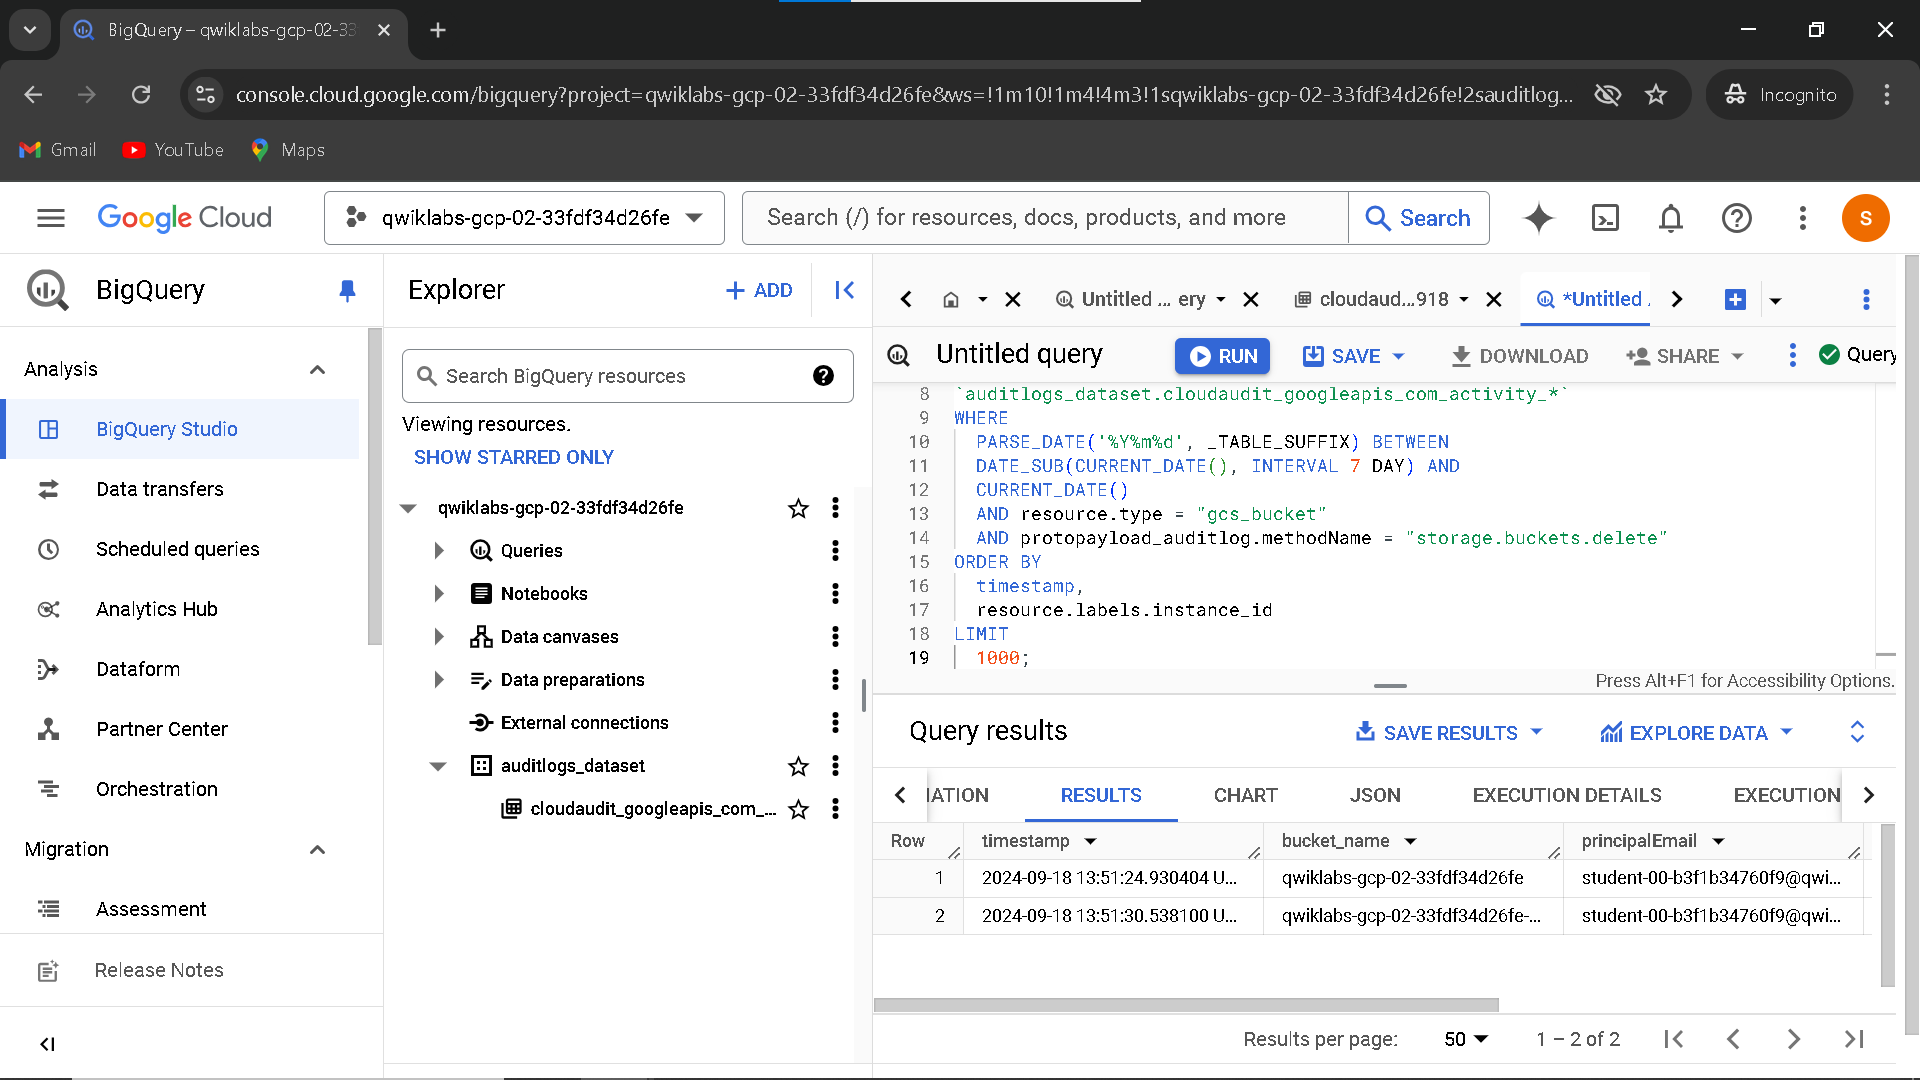 BigQuery – qwiklabs-gcp-02-33
console.cloud.google.com/bigquery?project=qwiklabs-gcp-02-33fdf34d26fe&ws=!1m10!1m4!4m3!1sqwiklabs-gcp-02-33fdf34d26fe!2sauditlog...
Incognito
Gmail
YouTube
Maps
Google Cloud
qwiklabs-gcp-02-33fdf34d26fe
Search (/) for resources, docs, products, and more
Search
S
BigQuery
Analysis
BigQuery Studio
Data transfers
Scheduled queries
Analytics Hub
Dataform
Partner Center
Orchestration
Migration
Assessment
Release Notes
Explorer
+ ADD
Search BigQuery resources
Viewing resources.
SHOW STARRED ONLY
qwiklabs-gcp-02-33fdf34d26fe
Queries
Notebooks
Data canvases
Data preparations
External connections
auditlogs_dataset
cloudaudit_googleapis_com_...
Untitled ... ery
cloudaud...918
*Untitled
Untitled query
RUN
SAVE
DOWNLOAD
SHARE
Query
8 `auditlogs_dataset.cloudaudit_googleapis_com_activity_*`
9 WHERE
10 PARSE_DATE('%Y%m%d', _TABLE_SUFFIX) BETWEEN
11 DATE_SUB(CURRENT_DATE(), INTERVAL 7 DAY) AND
12 CURRENT_DATE()
13 AND resource.type = "gcs_bucket"
14 AND protopayload_auditlog.methodName = "storage.buckets.delete"
15 ORDER BY
16 timestamp,
17 resource.labels.instance_id
18 LIMIT
19 1000;
Press Alt+F1 for Accessibility Options.
Query results
SAVE RESULTS
EXPLORE DATA
IATION
RESULTS
CHART
JSON
EXECUTION DETAILS
EXECUTION
Row timestamp bucket_name principalEmail
1 2024-09-18 13:51:24.930404 U... qwiklabs-gcp-02-33fdf34d26fe student-00-b3f1b34760f9@qwi...
2 2024-09-18 13:51:30.538100 U... qwiklabs-gcp-02-33fdf34d26fe-... student-00-b3f1b34760f9@qwi...
Results per page: 50 1 – 2 of 2